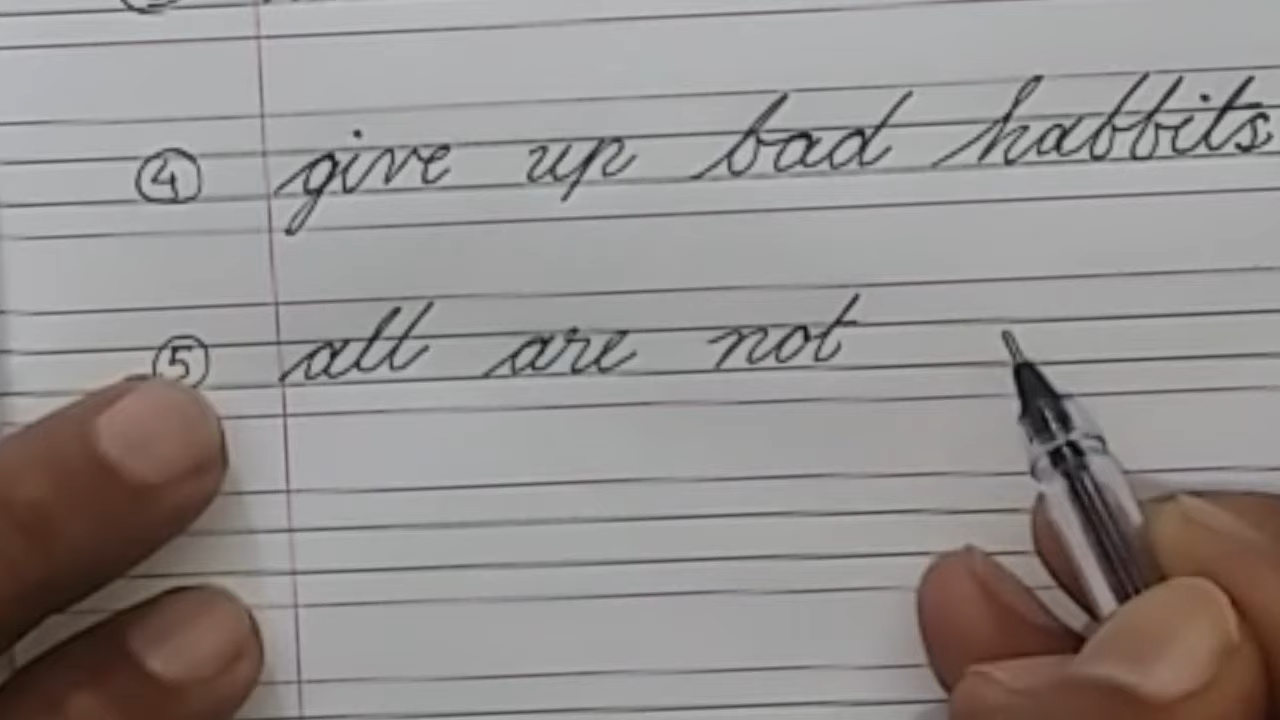 ④ give up bad habbits
⑤ all are not